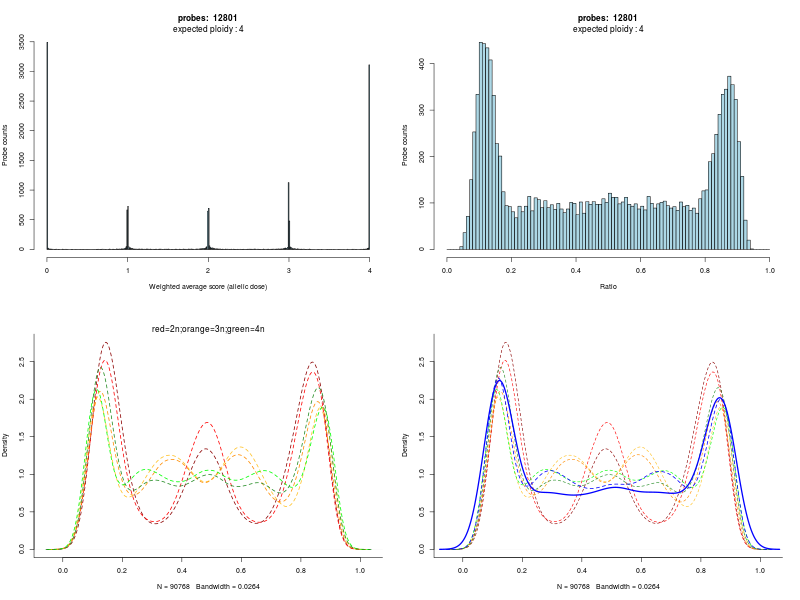 probes: 12801
expected ploidy : 4
Probe counts
3500
3000
2500
2000
1500
1000
500
0
0 1 2 3 4
Weighted average score (allelic dose)
probes: 12801
expected ploidy : 4
Probe counts
400
300
200
100
0
0.0 0.2 0.4 0.6 0.8 1.0
Ratio
red=2n;orange=3n;green=4n
Density
2.5
2.0
1.5
1.0
0.5
0.0
0.0 0.2 0.4 0.6 0.8 1.0
N = 90768 Bandwidth = 0.0264
Density
2.5
2.0
1.5
1.0
0.5
0.0
0.0 0.2 0.4 0.6 0.8 1.0
N = 90768 Bandwidth = 0.0264